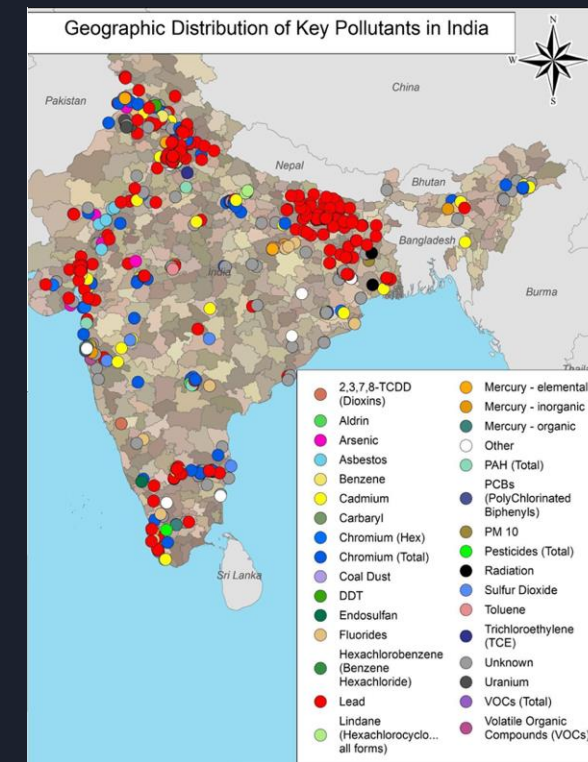 Geographic Distribution of Key Pollutants in India
N
W
E
S
Pakistan
China
Nepal
Bhutan
Bangladesh
India
Burma
Sri Lanka
2,3,7,8-TCDD
(Dioxins)
Aldrin
Arsenic
Asbestos
Benzene
Cadmium
Carbaryl
Chromium (Hex)
Chromium (Total)
Coal Dust
DDT
Endosulfan
Fluorides
Hexachlorobenzene
(Benzene
Hexachloride)
Lead
Lindane
(Hexachlorocyclo...
all forms)
Mercury - elemental
Mercury - inorganic
Mercury - organic
Other
PAH (Total)
PCBs
(PolyChlorinated
Biphenyls)
PM 10
Pesticides (Total)
Radiation
Sulfur Dioxide
Toluene
Trichloroethylene
(TCE)
Unknown
Uranium
VOCs (Total)
Volatile Organic
Compounds (VOCs)